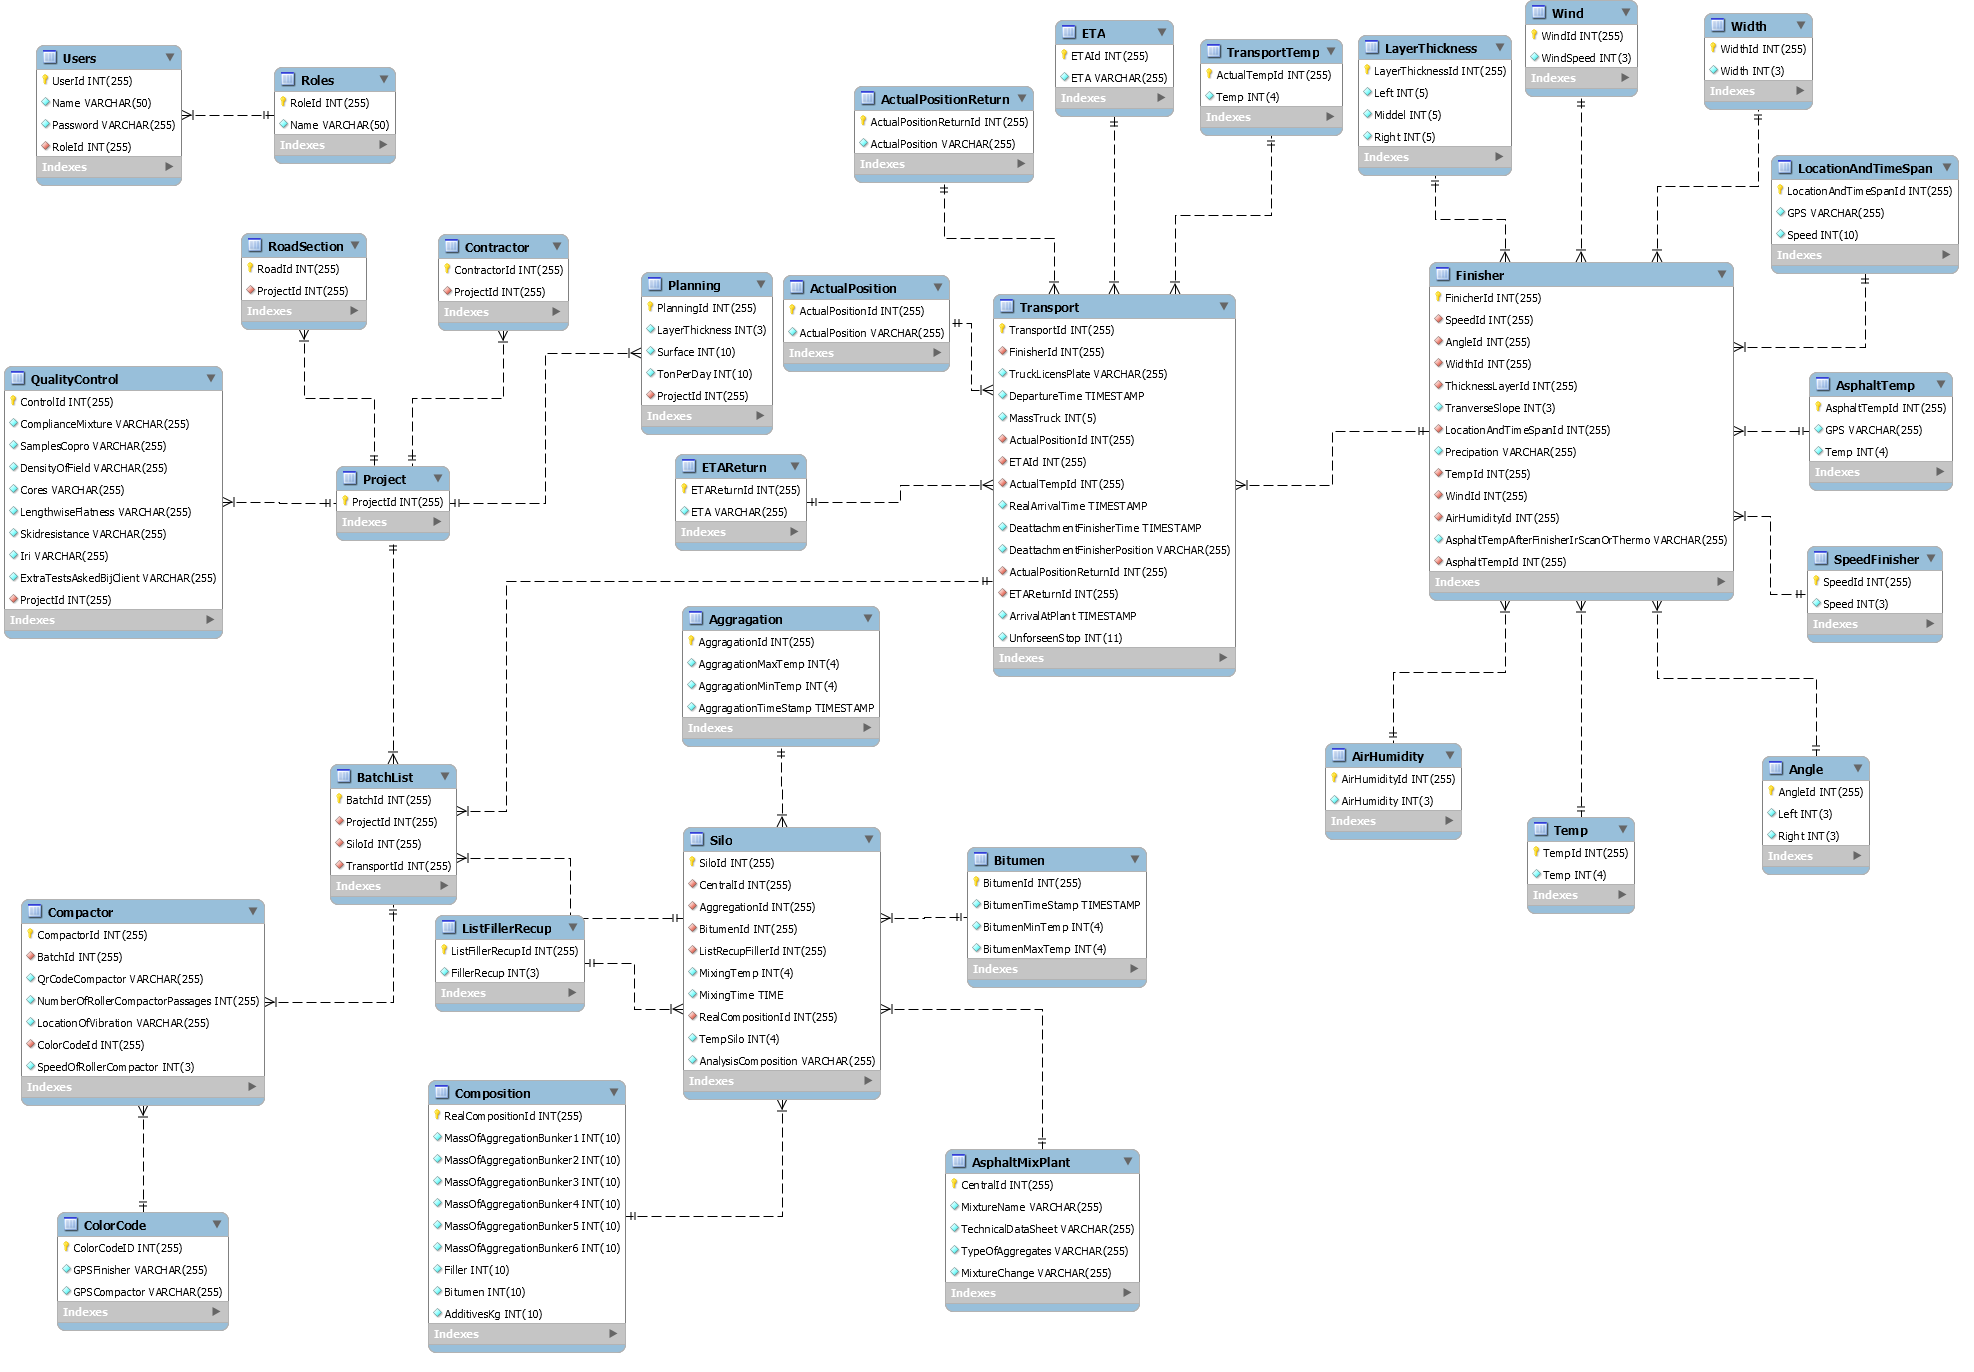 Users
UserId INT(255)
Name VARCHAR(50)
Password VARCHAR(255)
RoleId INT(255)
Indexes
Roles
RoleId INT(255)
Name VARCHAR(50)
Indexes
ActualPositionReturn
ActualPositionReturnId INT(255)
ActualPosition VARCHAR(255)
Indexes
ETA
ETAId INT(255)
ETA VARCHAR(255)
Indexes
TransportTemp
ActualTempId INT(255)
Temp INT(4)
Indexes
LayerThickness
LayerThicknessId INT(255)
Left INT(5)
Middel INT(5)
Right INT(5)
Indexes
Wind
WindId INT(255)
WindSpeed INT(3)
Indexes
Width
WidthId INT(255)
Width INT(3)
Indexes
LocationAndTimeSpan
LocationAndTimeSpanId INT(255)
GPS VARCHAR(255)
Speed INT(10)
Indexes
RoadSection
RoadId INT(255)
ProjectId INT(255)
Indexes
Contractor
ContractorId INT(255)
ProjectId INT(255)
Indexes
Planning
PlanningId INT(255)
LayerThickness INT(3)
Surface INT(10)
TonPerDay INT(10)
ProjectId INT(255)
Indexes
ActualPosition
ActualPositionId INT(255)
ActualPosition VARCHAR(255)
Indexes
Transport
TransportId INT(255)
FinisherId INT(255)
TruckLicensPlate VARCHAR(255)
DepartureTime TIMESTAMP
MassTruck INT(5)
ActualPositionId INT(255)
ETAId INT(255)
ActualTempId INT(255)
RealArrivalTime TIMESTAMP
DeattachmentFinisherTime TIMESTAMP
DeattachmentFinisherPosition VARCHAR(255)
ActualPositionReturnId INT(255)
ETAReturnId INT(255)
ArrivalAtPlant TIMESTAMP
UnforseenStop INT(11)
Indexes
Finisher
FinicherId INT(255)
SpeedId INT(255)
AngleId INT(255)
WidthId INT(255)
ThicknessLayerId INT(255)
TranverseSlope INT(3)
LocationAndTimeSpanId INT(255)
Precipation VARCHAR(255)
TempId INT(255)
WindId INT(255)
AirHumidityId INT(255)
AsphaltTempAfterFinisherIrScanOrThermo VARCHAR(255)
AsphaltTempId INT(255)
Indexes
AsphaltTemp
AsphaltTempId INT(255)
GPS VARCHAR(255)
Temp INT(4)
Indexes
SpeedFinisher
SpeedId INT(255)
Speed INT(3)
Indexes
QualityControl
ControlId INT(255)
ComplianceMixture VARCHAR(255)
SamplesCopro VARCHAR(255)
DensityOfField VARCHAR(255)
Cores VARCHAR(255)
LengthwiseFlatness VARCHAR(255)
Skidresistance VARCHAR(255)
Iri VARCHAR(255)
ExtraTestsAskedBijClient VARCHAR(255)
ProjectId INT(255)
Indexes
Project
ProjectId INT(255)
Indexes
ETAReturn
ETAReturnId INT(255)
ETA VARCHAR(255)
Indexes
Aggragation
AggragationId INT(255)
AggragationMaxTemp INT(4)
AggragationMinTemp INT(4)
AggragationTimeStamp TIMESTAMP
Indexes
BatchList
BatchId INT(255)
ProjectId INT(255)
SiloId INT(255)
TransportId INT(255)
Indexes
Silo
SiloId INT(255)
CentralId INT(255)
AggregationId INT(255)
BitumenId INT(255)
ListRecupFillerId INT(255)
MixingTemp INT(4)
MixingTime TIME
RealCompositionId INT(255)
TempSilo INT(4)
AnalysisComposition VARCHAR(255)
Indexes
Bitumen
BitumenId INT(255)
BitumenTimeStamp TIMESTAMP
BitumenMinTemp INT(4)
BitumenMaxTemp INT(4)
Indexes
AirHumidity
AirHumidityId INT(255)
AirHumidity INT(3)
Indexes
Temp
TempId INT(255)
Temp INT(4)
Indexes
Angle
AngleId INT(255)
Left INT(3)
Right INT(3)
Indexes
Compactor
CompactorId INT(255)
BatchId INT(255)
QrCodeCompactor VARCHAR(255)
NumberOfRollerCompactorPassages INT(255)
LocationOfVibration VARCHAR(255)
ColorCodeId INT(255)
SpeedOfRollerCompactor INT(3)
Indexes
ListFillerRecup
ListFillerRecupId INT(255)
FillerRecup INT(3)
Indexes
Composition
RealCompositionId INT(255)
MassOfAggregationBunker1 INT(10)
MassOfAggregationBunker2 INT(10)
MassOfAggregationBunker3 INT(10)
MassOfAggregationBunker4 INT(10)
MassOfAggregationBunker5 INT(10)
MassOfAggregationBunker6 INT(10)
Filler INT(10)
Bitumen INT(10)
AdditivesKg INT(10)
Indexes
AsphaltMixPlant
CentralId INT(255)
MixtureName VARCHAR(255)
TechnicalDataSheet VARCHAR(255)
TypeOfAggregates VARCHAR(255)
MixtureChange VARCHAR(255)
Indexes
ColorCode
ColorCodeID INT(255)
GPSFinisher VARCHAR(255)
GPSCompactor VARCHAR(255)
Indexes